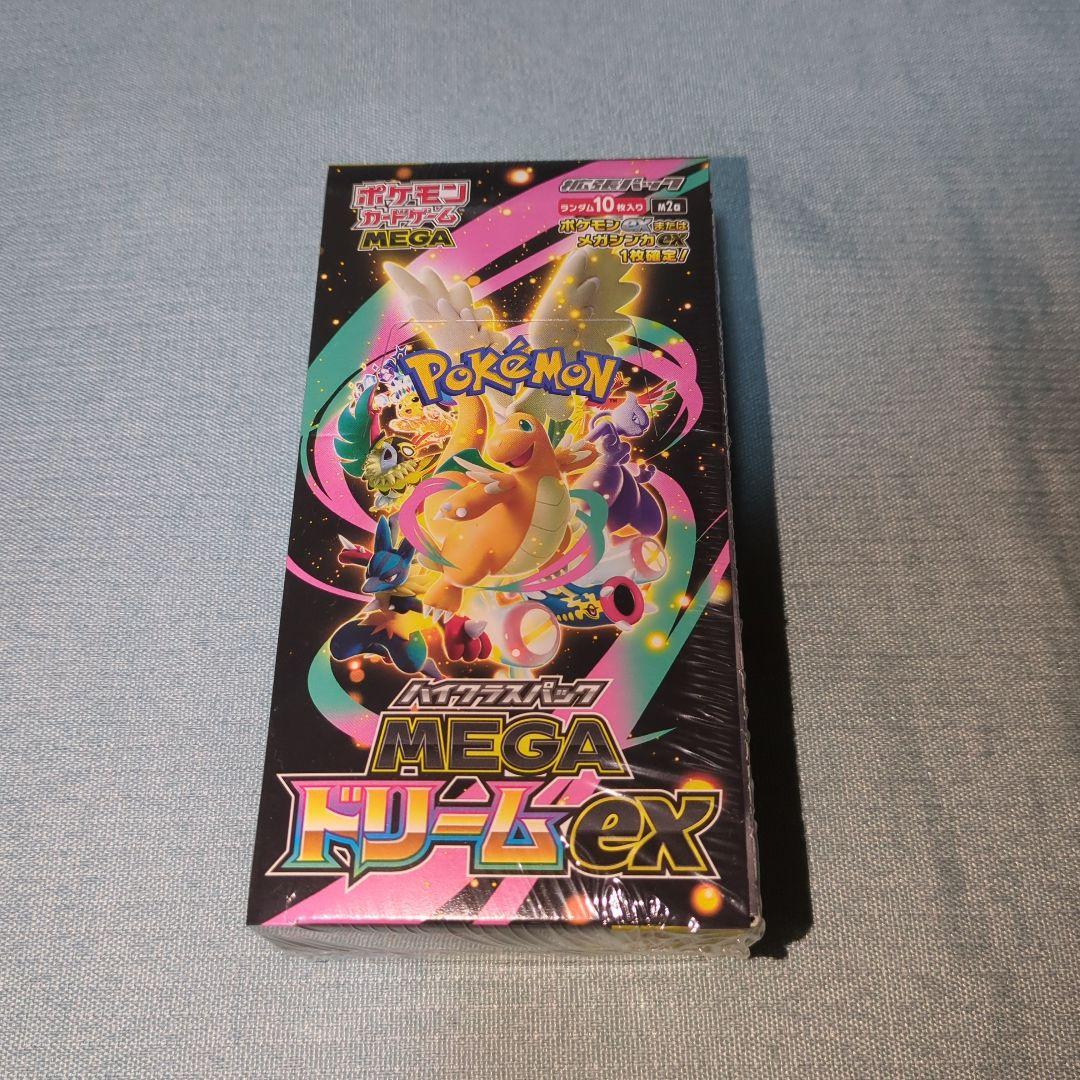 ポケモン
カードゲーム
MEGA
拡張パック
ランダム10枚入り M2a
ポケモンexまたは
メガシンカex
1枚確定!
POKéMON
ハイクラスパック
MEGA
ドリームex